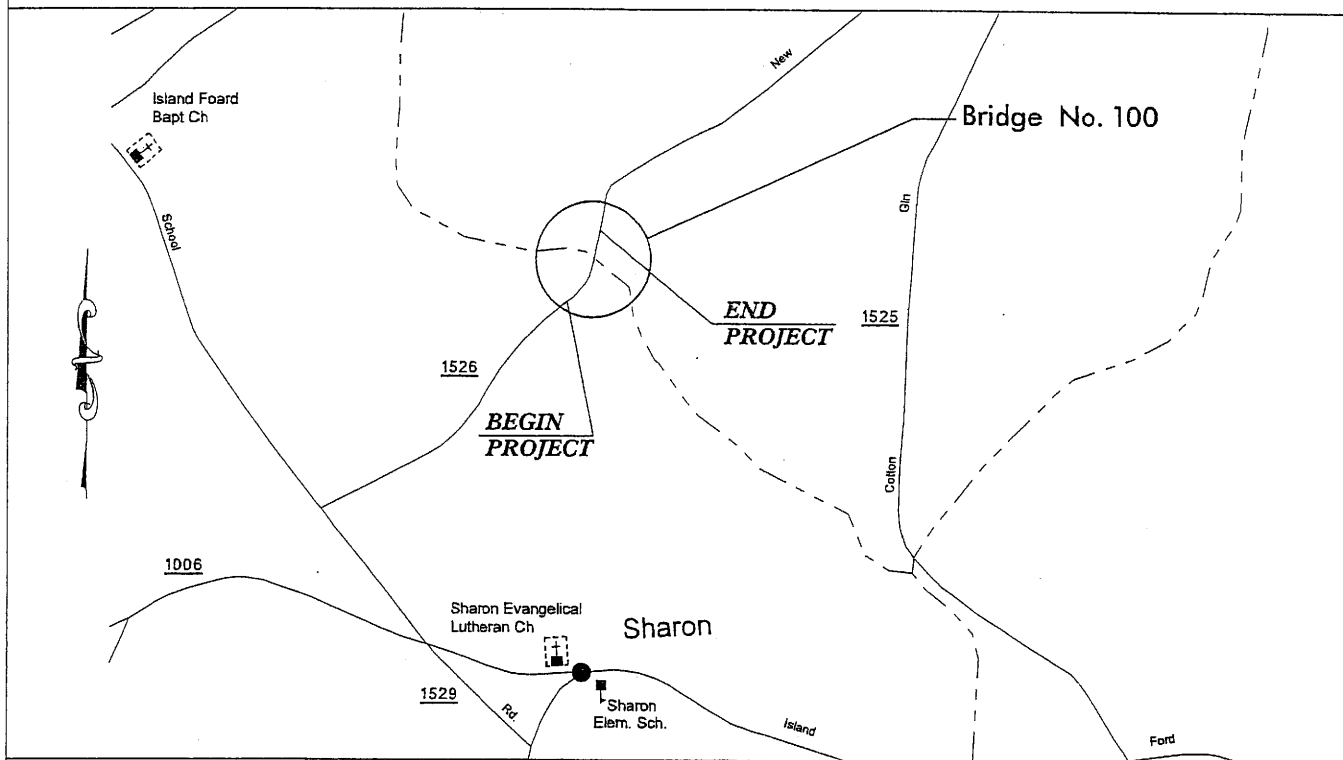 New
Bridge No. 100
Island Foard
Bapt Ch
School
Gin
END
PROJECT
1525
1526
BEGIN
PROJECT
Cotton
1006
Sharon Evangelical
Lutheran Ch
Sharon
1529
Rd.
Sharon
Elem. Sch.
Island
Ford